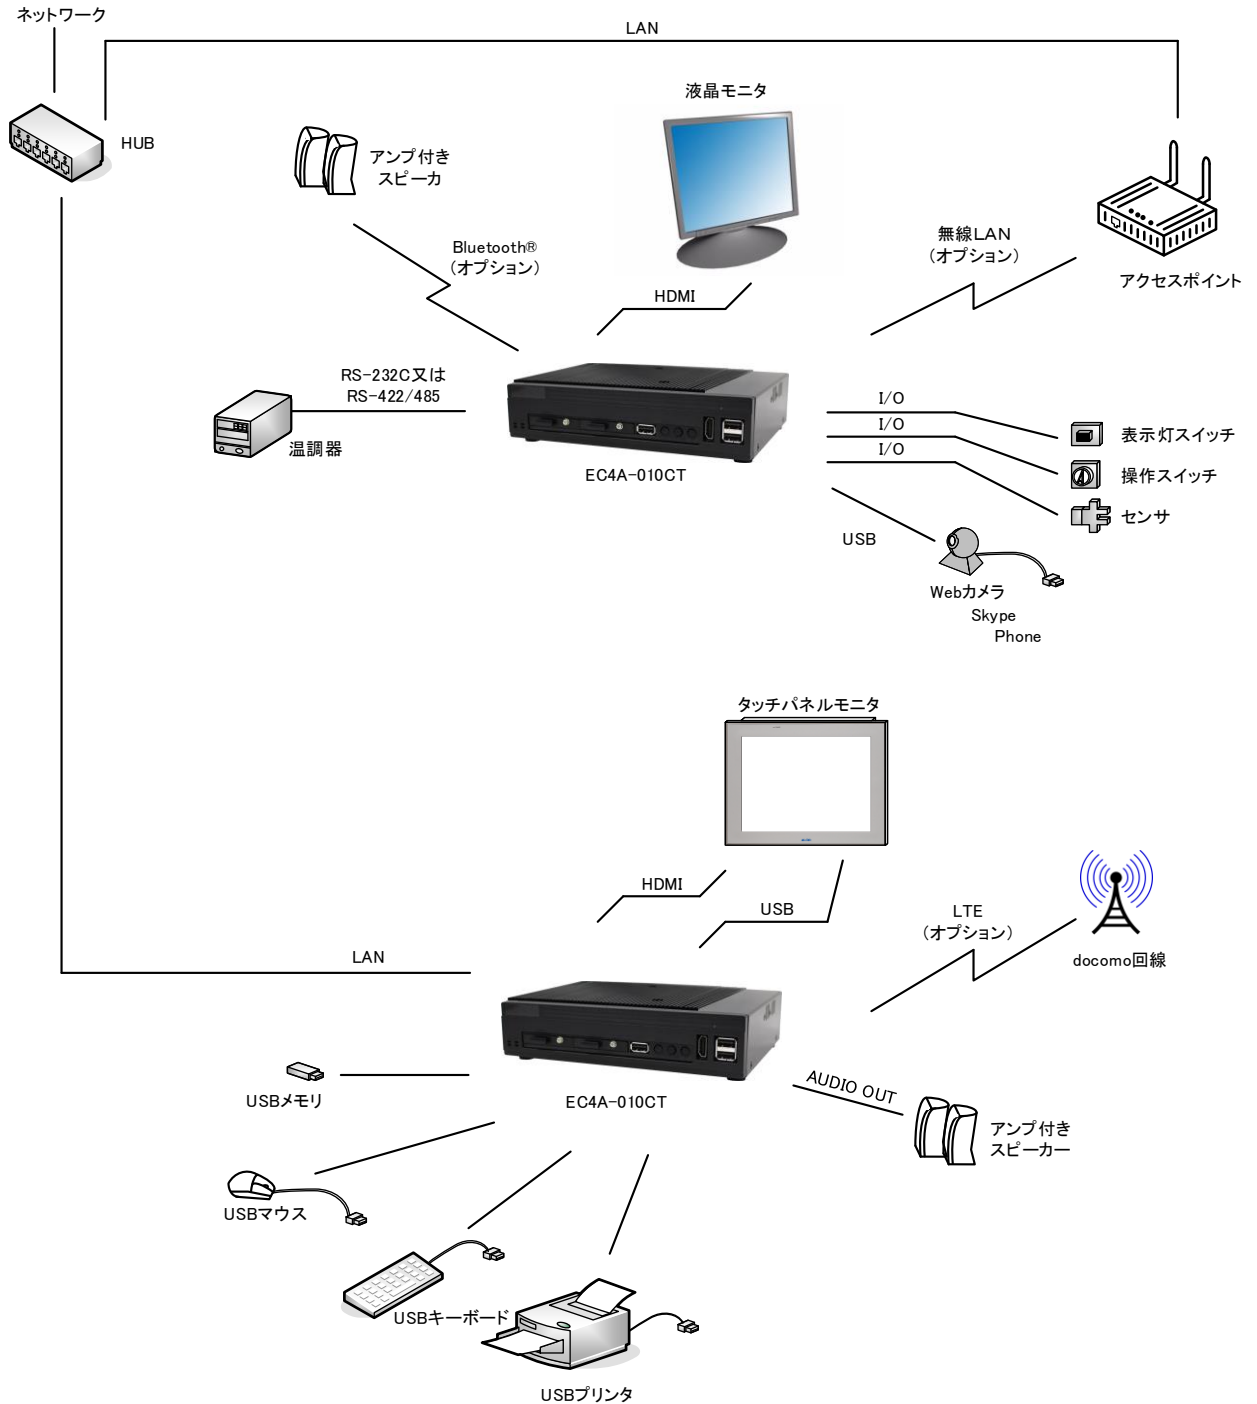 ネットワーク
LAN
HUB
液晶モニタ
アンプ付き
スピーカ
Bluetooth®
(オプション)
無線LAN
(オプション)
アクセスポイント
HDMI
RS-232C又は
RS-422/485
温調器
EC4A-010CT
I/O
I/O
I/O
表示灯スイッチ
操作スイッチ
センサ
USB
Webカメラ
Skype
Phone
タッチパネルモニタ
HDMI
USB
LTE
(オプション)
docomo回線
LAN
EC4A-010CT
USBメモリ
AUDIO OUT
アンプ付き
スピーカー
USBマウス
USBキーボード
USBプリンタ